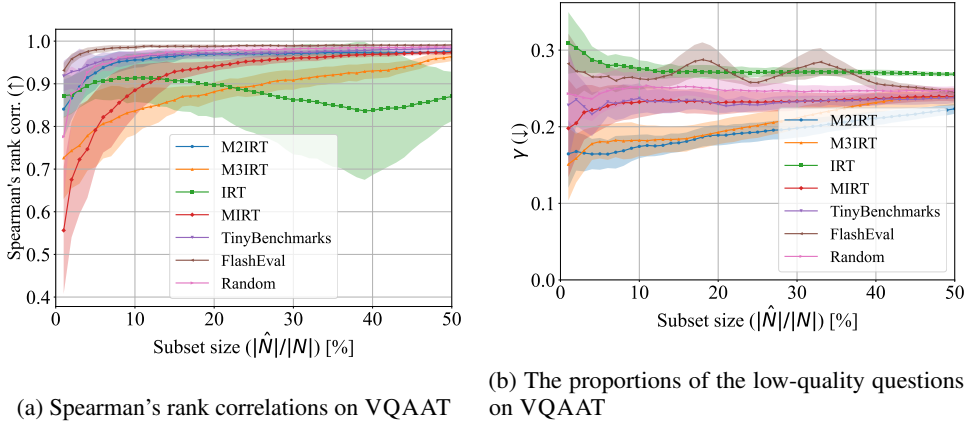 1.0
0.9
0.8
0.7
0.6
0.5
0.4
Spearman's rank corr. (↑)
M2IRT
M3IRT
IRT
MIRT
TinyBenchmarks
FlashEval
Random
0 10 20 30 40 50
Subset size (|N̂|/|N|) [%]
(a) Spearman's rank correlations on VQAAT
0.3
0.2
0.1
0.0
γ (↓)
M2IRT
M3IRT
IRT
MIRT
TinyBenchmarks
FlashEval
Random
0 10 20 30 40 50
Subset size (|N̂|/|N|) [%]
(b) The proportions of the low-quality questions
on VQAAT